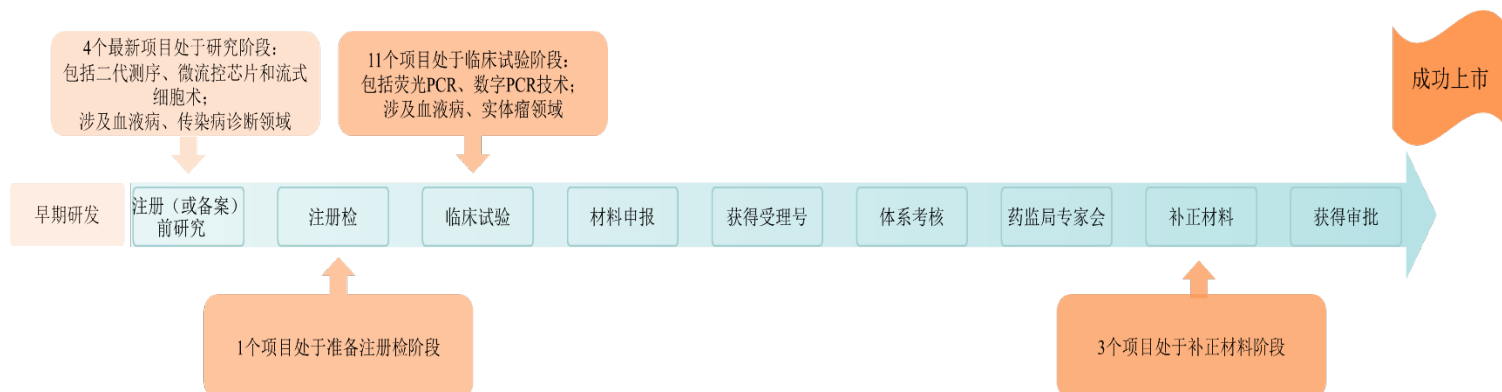 4个最新项目处于研究阶段：
包括二代测序、微流控芯片和流式
细胞术；
涉及血液病、传染病诊断领域
11个项目处于临床试验阶段：
包括荧光PCR、数字PCR技术；
涉及血液病、实体瘤领域
成功上市
早期研发
注册（或备案）
前研究
注册检
临床试验
材料申报
获得受理号
体系考核
药监局专家会
补正材料
获得审批
1个项目处于准备注册检阶段
3个项目处于补正材料阶段